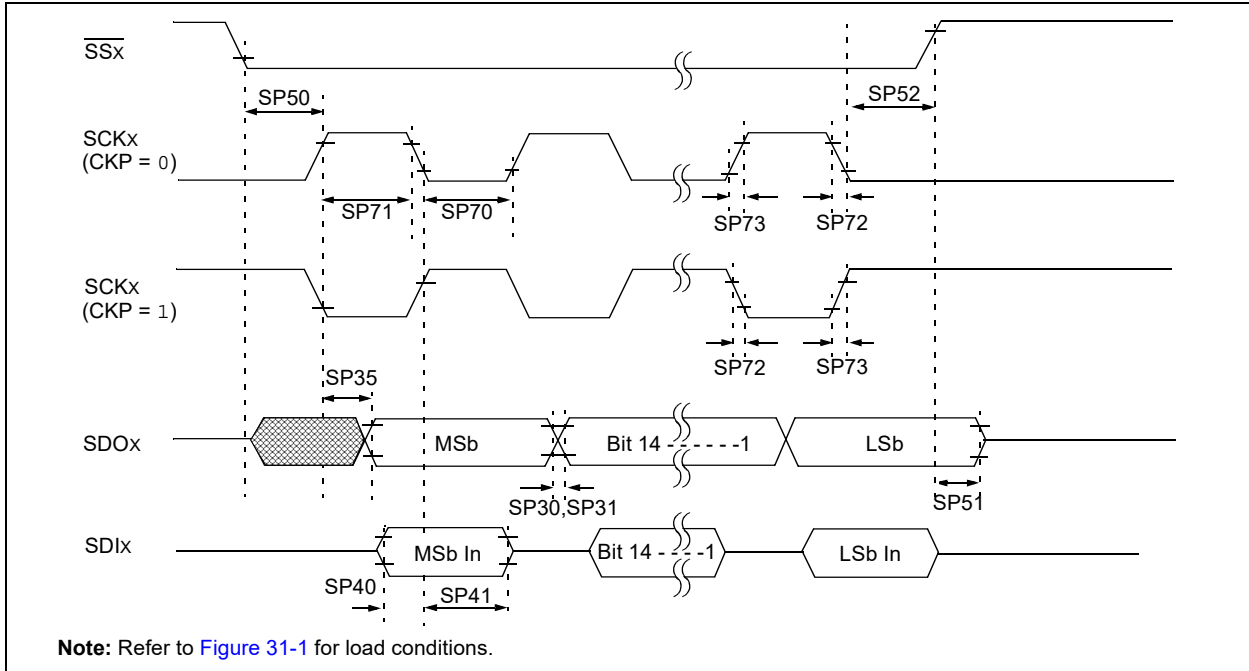 SSx
SP50
SP52
SCKx
(CKP = 0)
SP71
SP70
SP73
SP72
SCKx
(CKP = 1)
SP72
SP73
SP35
SDOx
MSb
Bit 14 - - - - - -1
LSb
SP30,SP31
SP51
SDIx
MSb In
Bit 14 - - - -1
LSb In
SP40
SP41
Note: Refer to Figure 31-1 for load conditions.